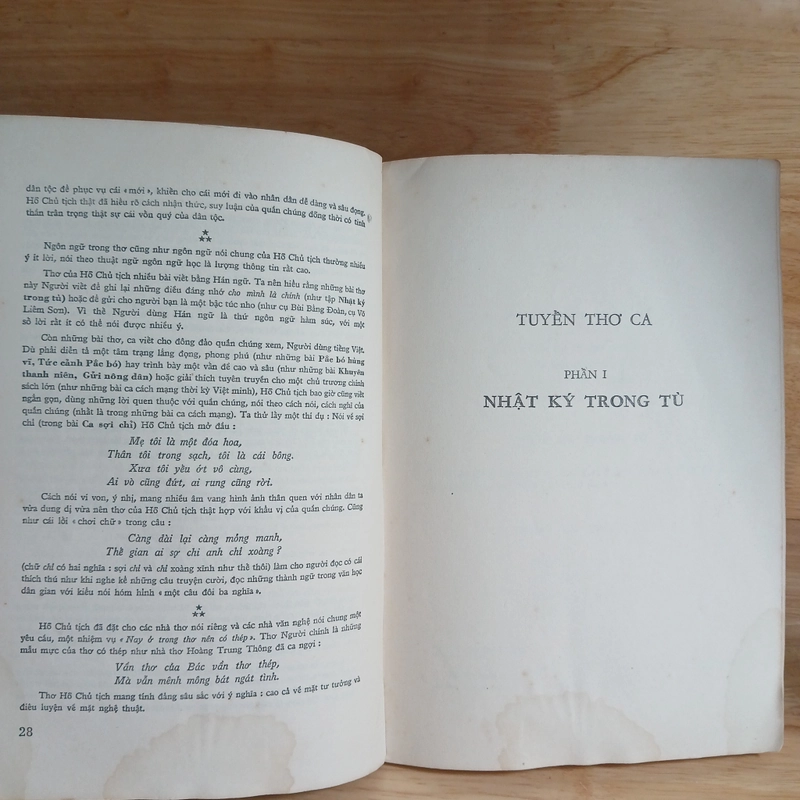 dân tộc để phục vụ cái «mới», khiến cho cái mới đi vào nhân dân dễ dàng và sâu đọng.
Hồ Chủ tịch thật đã hiểu rõ cách nhận thức, suy luận của quần chúng đồng thời có tinh
thần trân trọng thật sự cái vốn quý của dân tộc.
Ngôn ngữ trong thơ cũng như ngôn ngữ nói chung của Hồ Chủ tịch thường nhiều
ý ít lời, nói theo thuật ngữ ngôn ngữ học là lượng thông tin rất cao.
Thơ của Hồ Chủ tịch nhiều bài viết bằng Hán ngữ. Ta nên hiểu rằng những bài thơ
này Người viết để ghi lại những điều đáng nhớ cho mình là chính (như tập Nhật ký
trong tù) hoặc để gửi cho người bạn là một bậc túc nho (như cụ Bùi Bằng Đoàn, cụ Võ
Liêm Sơn). Vì thế Người dùng Hán ngữ là thứ ngôn ngữ hàm súc, với một
số lời rất ít có thể nói được nhiều ý.
Còn những bài thơ, ca viết cho đông đảo quần chúng xem, Người dùng tiếng Việt.
Dù phải diễn tả một tâm trạng lắng đọng, phong phú (như những bài Pắc bó hùng
vĩ, Tức cảnh Pắc bó) hay trình bày một vấn đề cao và sâu (như những bài Khuyên
thanh niên, Gửi nông dân) hoặc giải thích tuyên truyền cho một chủ trương chính
sách lớn (như những bài ca cách mạng thời kỳ Việt minh), Hồ Chủ tịch bao giờ cũng viết
ngắn gọn, dùng những lời quen thuộc với quần chúng, nói theo cách nói, cách nghĩ của
quần chúng (nhất là trong những bài ca cách mạng). Ta thử lấy một thí dụ : Nói về sợi
chỉ (trong bài Ca sợi chỉ) Hồ Chủ tịch mở đầu :
Mẹ tôi là một đóa hoa,
Thân tôi trong sạch, tôi là cái bông.
Xưa tôi yếu ớt vô cùng,
Ai vò cũng đứt, ai rung cũng rời.
Cách nói ví von, ý nhị, mang nhiều âm vang hình ảnh thân quen với nhân dân ta
vừa dung dị vừa nên thơ của Hồ Chủ tịch thật hợp với khẩu vị của quần chúng. Cũng
như cái lối «chơi chữ» trong câu :
Càng dài lại càng mỏng manh,
Thế gian ai sợ chi anh chỉ xoàng ?
(chữ chỉ có hai nghĩa : sợi chỉ và chỉ xoàng xĩnh như thế thôi) làm cho người đọc có cái
thích thú như khi nghe kể những câu truyện cười, đọc những thành ngữ trong văn học
dân gian với kiểu nói hóm hỉnh «một câu đôi ba nghĩa».
Hồ Chủ tịch đã đặt cho các nhà thơ nói riêng và các nhà văn nghệ nói chung một
yêu cầu, một nhiệm vụ «Nay ở trong thơ nên có thép». Thơ Người chính là những
mẫu mực của thơ có thép như nhà thơ Hoàng Trung Thông đã ca ngợi :
Vần thơ của Bác vần thơ thép,
Mà vẫn mênh mông bát ngát tình.
Thơ Hồ Chủ tịch mang tính đảng sâu sắc với ý nghĩa : cao cả về mặt tư tưởng và
điêu luyện về mặt nghệ thuật.
28
TUYỂN THƠ CA
PHẦN I
NHẬT KÝ TRONG TÙ